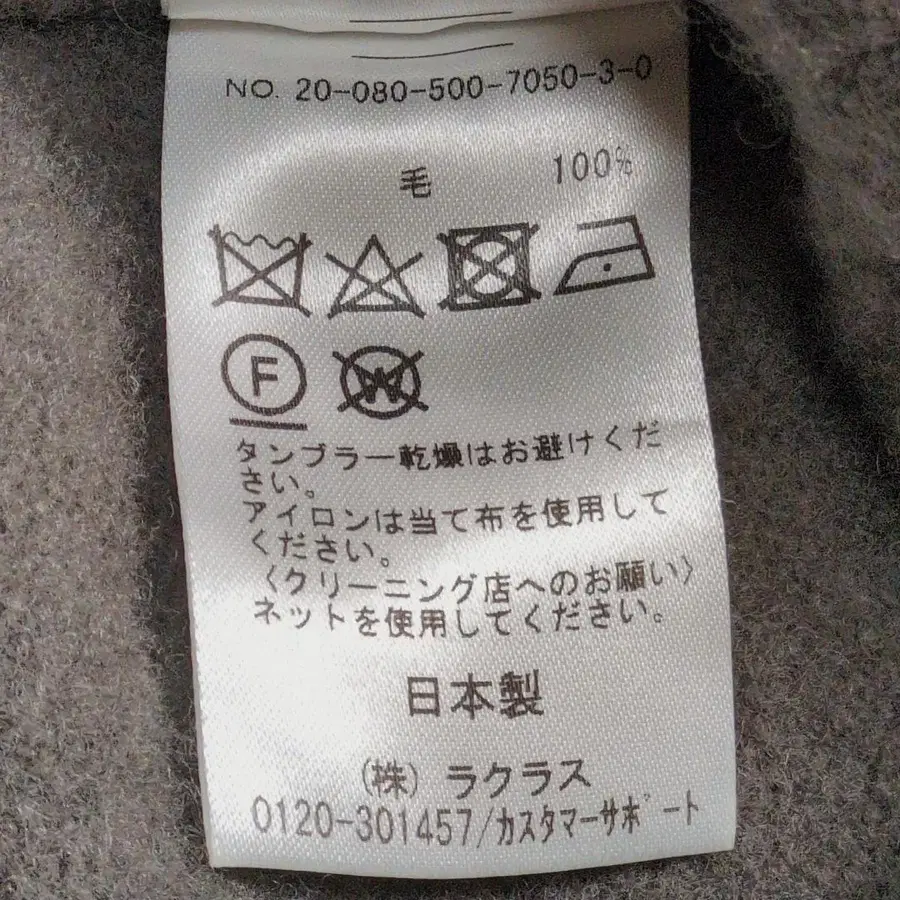 NO. 20-080-500-7050-3-0
毛 100%
F
W
タンブラー乾燥はお避けくだ
さい。
アイロンは当て布を使用して
ください。
〈クリーニング店へのお願い〉
ネットを使用してください。
日本製
(株) ラクラス
0120-301457/カスタマーサポート